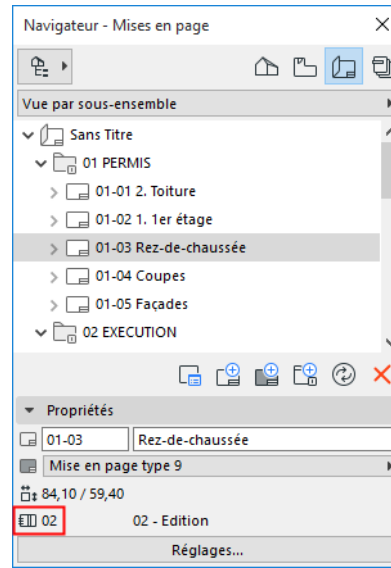 Navigateur - Mises en page
Vue par sous-ensemble
Sans Titre
01 PERMIS
01-01 2. Toiture
01-02 1. 1er étage
01-03 Rez-de-chaussée
01-04 Coupes
01-05 Façades
02 EXECUTION
Propriétés
01-03 Rez-de-chaussée
Mise en page type 9
84,10 / 59,40
02 02 - Edition
Réglages...